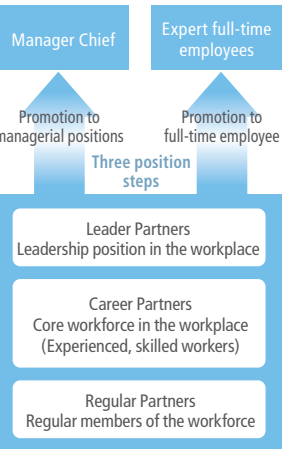 Manager Chief
Expert full-time
employees
Promotion to
managerial positions
Promotion to
full-time employee
Three position
steps
Leader Partners
Leadership position in the workplace
Career Partners
Core workforce in the workplace
(Experienced, skilled workers)
Regular Partners
Regular members of the workforce